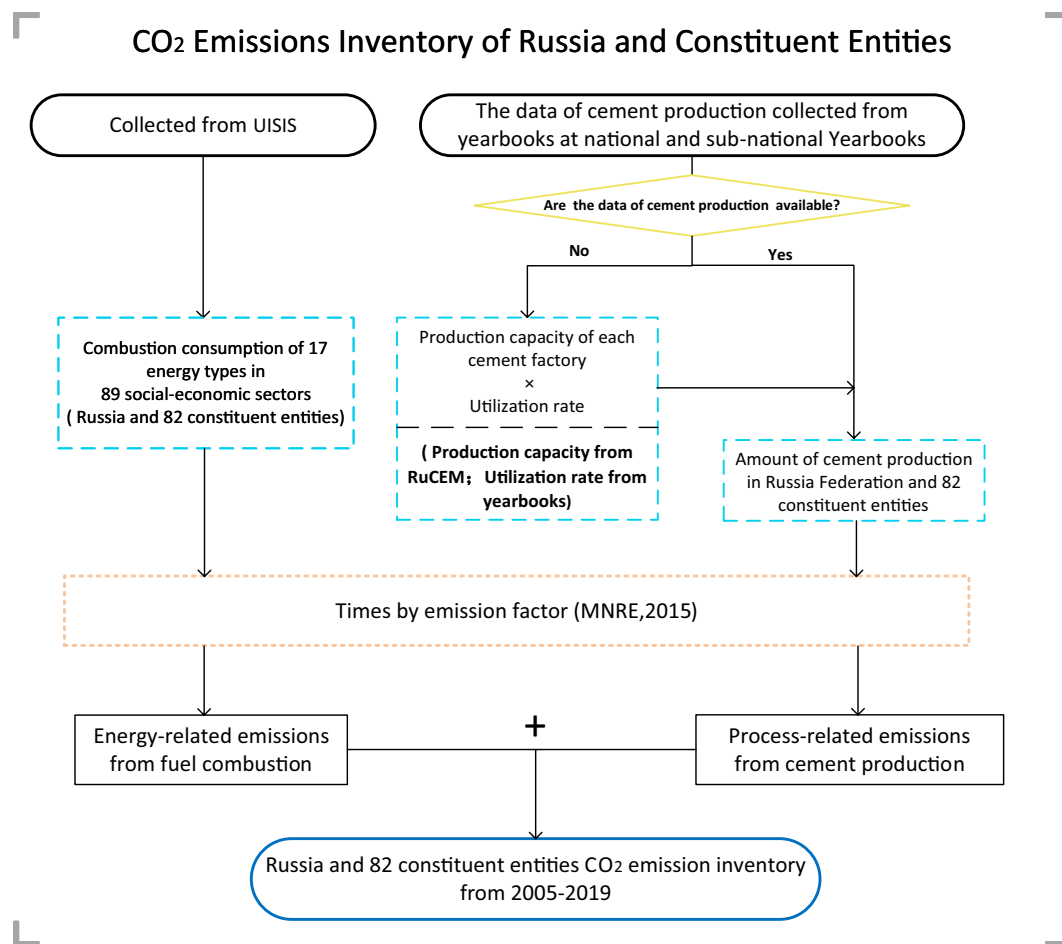 CO₂ Emissions Inventory of Russia and Constituent Entities
Collected from UISIS
The data of cement production collected from
yearbooks at national and sub-national Yearbooks
Are the data of cement production available?
No
Yes
Combustion consumption of 17
energy types in
89 social-economic sectors
( Russia and 82 constituent entities)
Production capacity of each
cement factory
×
Utilization rate
( Production capacity from
RuCEM；Utilization rate from
yearbooks)
Amount of cement production
in Russia Federation and 82
constituent entities
Times by emission factor (MNRE,2015)
Energy-related emissions
from fuel combustion
+
Process-related emissions
from cement production
Russia and 82 constituent entities CO₂ emission inventory
from 2005-2019